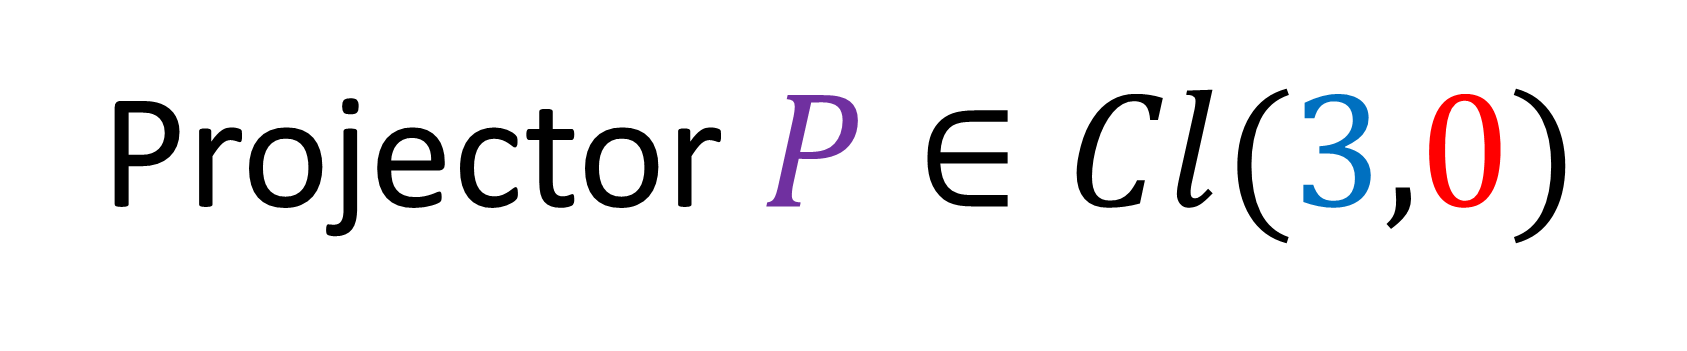 Projector P ∈ Cl(3,0)